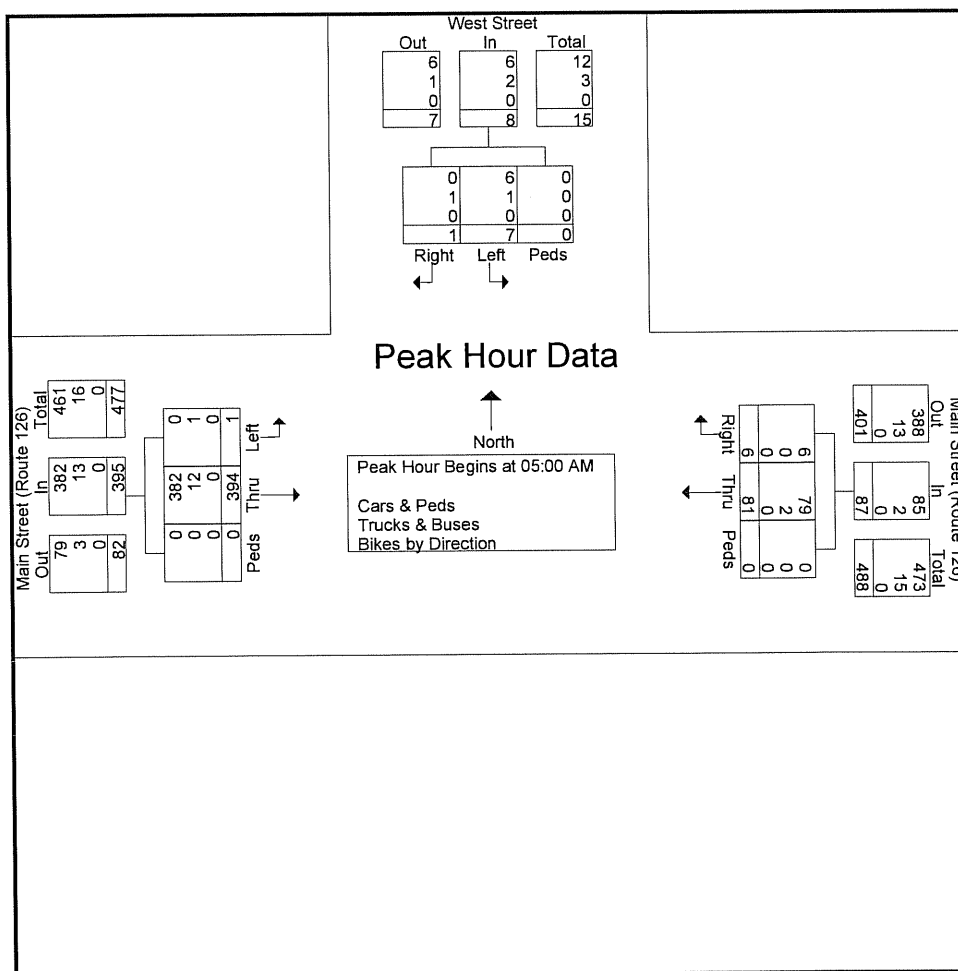 West Street
Out In Total
6 6 12
1 2 3
0 0 0
7 8 15
0 6 0
1 1 0
0 0 0
1 7 0
Right Left Peds
Peak Hour Data
North
Peak Hour Begins at 05:00 AM
Cars & Peds
Trucks & Buses
Bikes by Direction
Main Street (Route 126)
Out In Total
79 382 461
3 13 16
0 0 0
82 395 477
0 382 0
0 12 1
0 0 0
0 394 1
Peds Thru Left
Main Street (Route 126)
Out In Total
388 85 473
13 2 15
0 0 0
401 87 488
6 79 0
0 2 0
0 0 0
6 81 0
Right Thru Peds